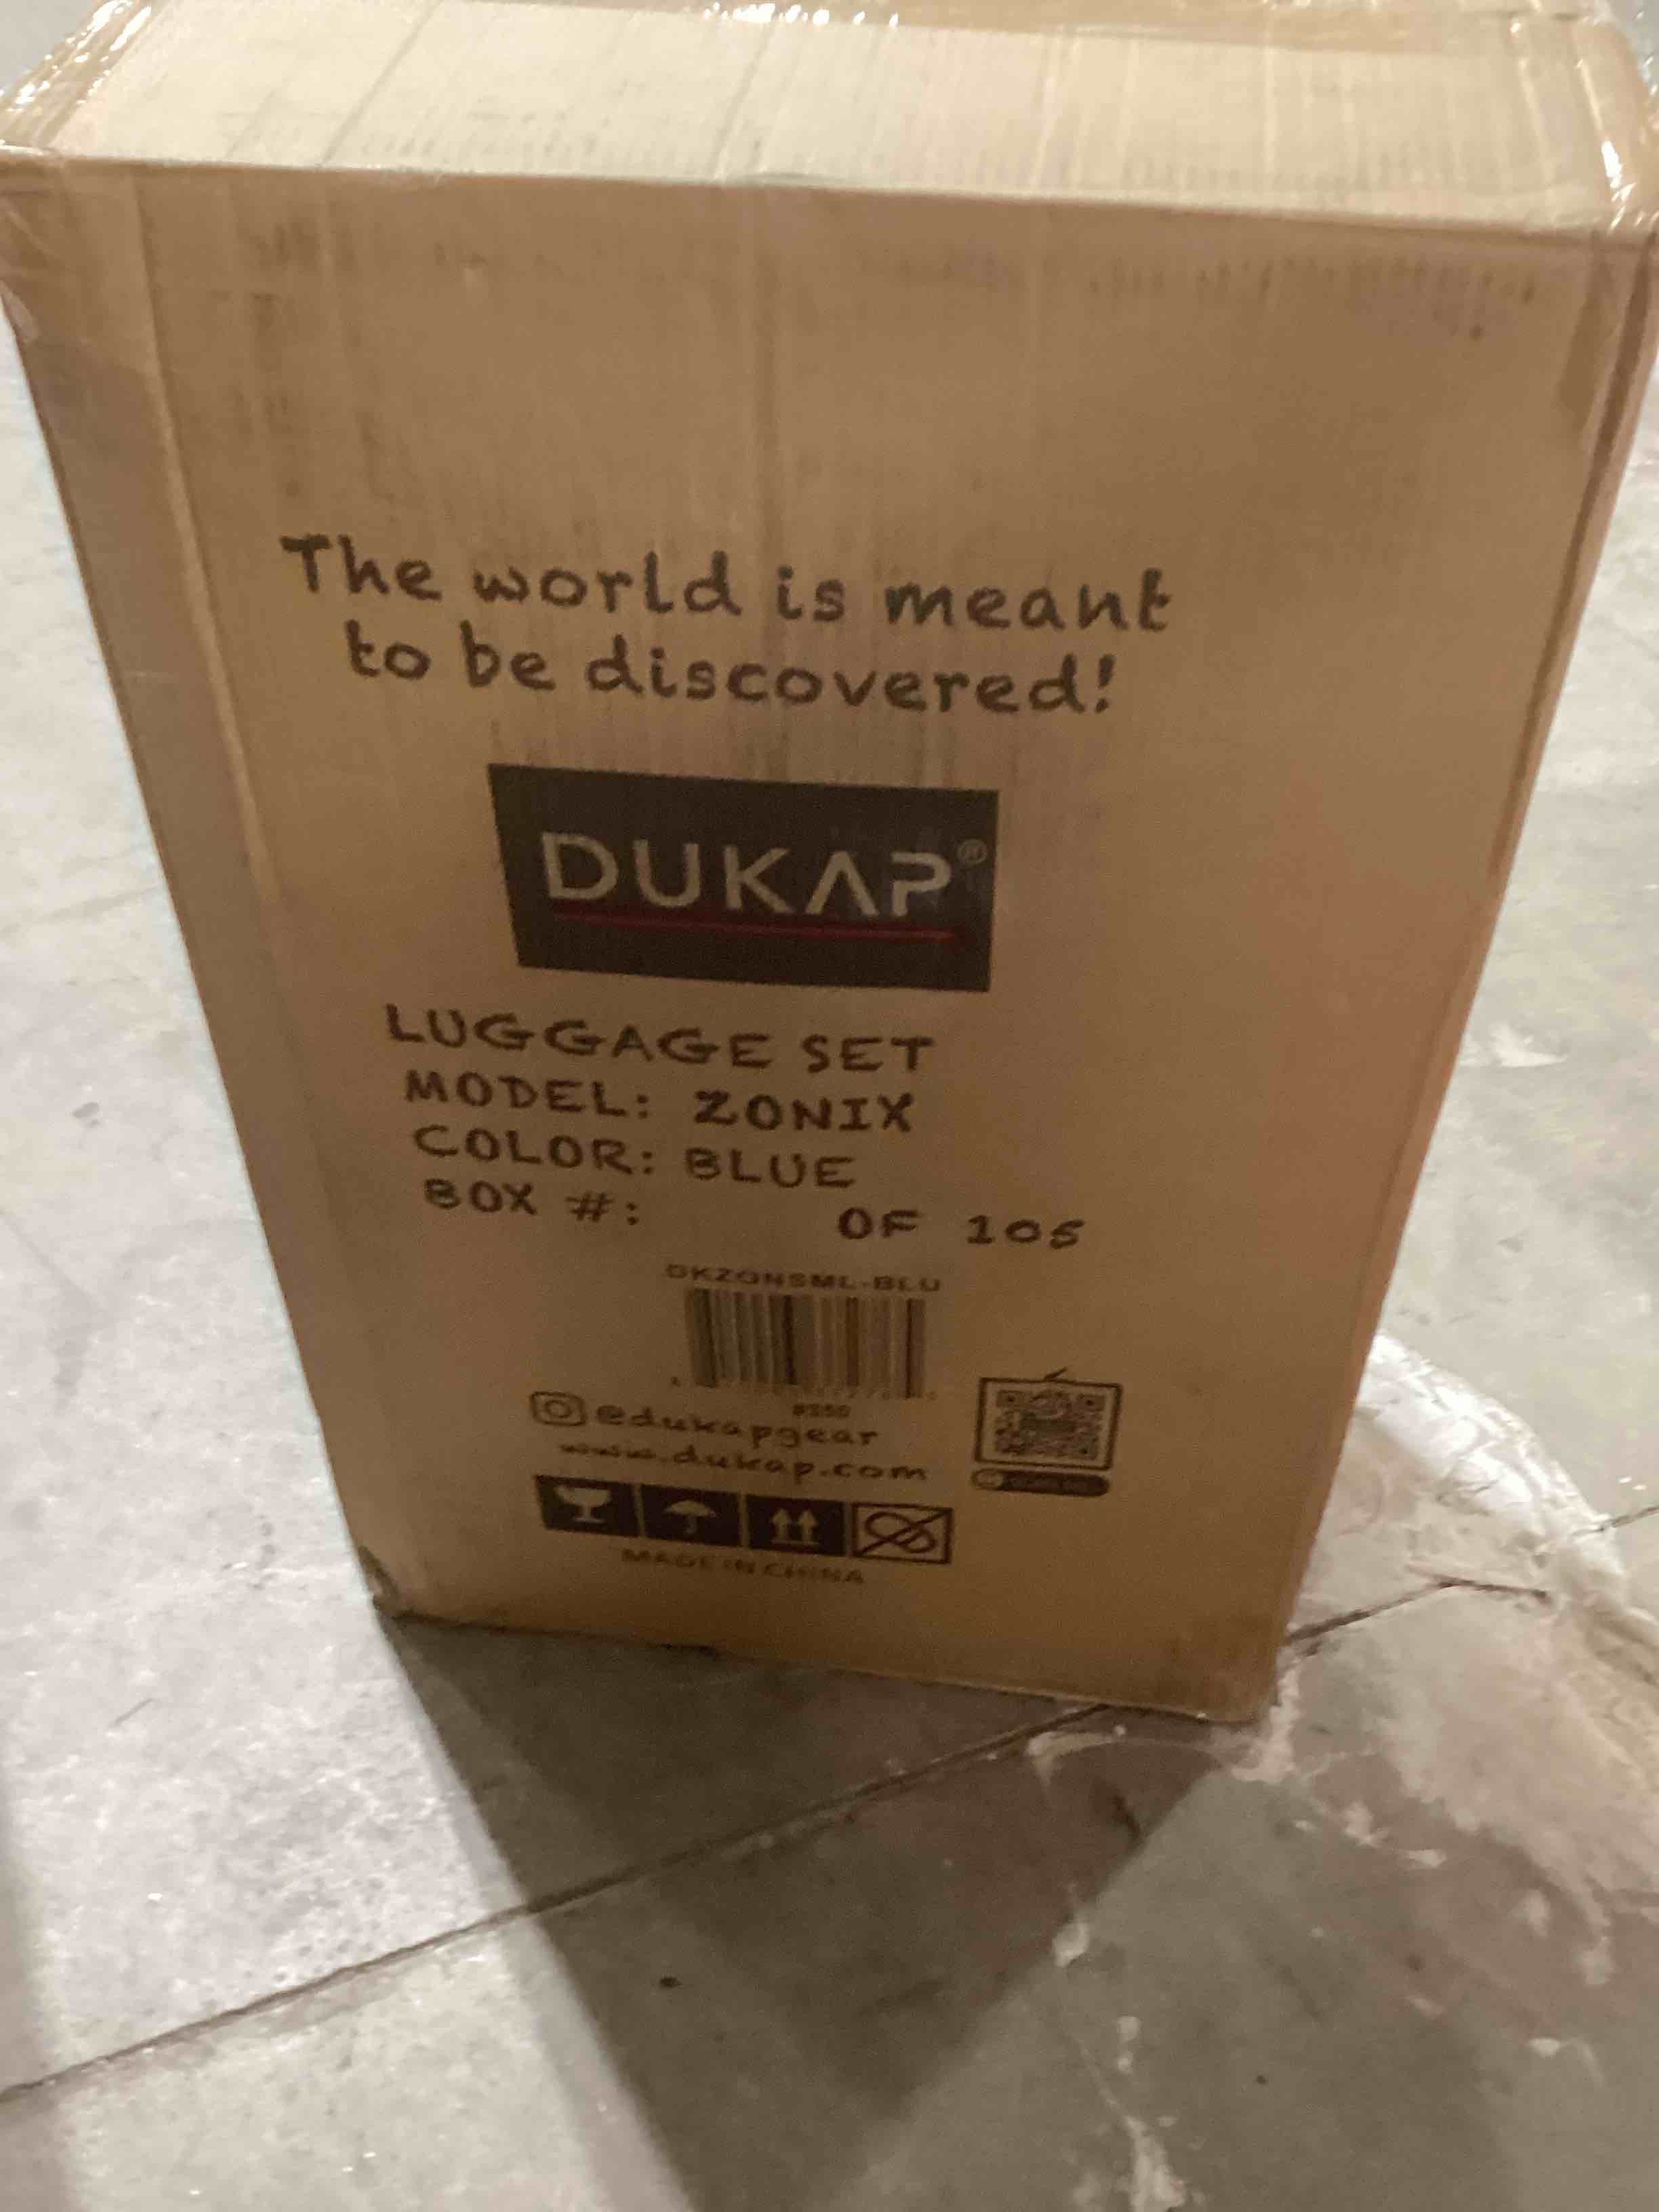 The world is meant
to be discovered!
DUKAP®
LUGGAGE SET
MODEL: ZONIX
COLOR: BLUE
BOX #: OF 105
DKZONSML-BLU
@dukapgear
www.dukap.com
MADE IN CHINA